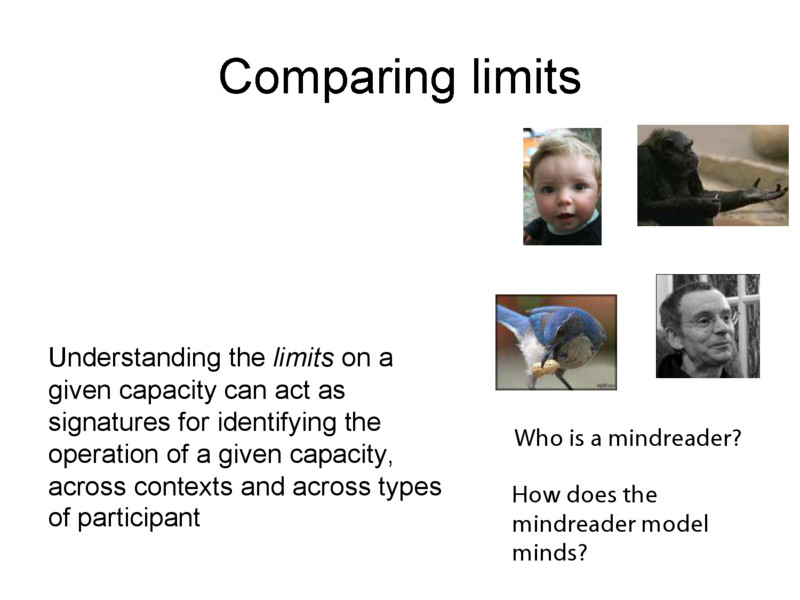 Comparing limits
Understanding the limits on a
given capacity can act as
signatures for identifying the
operation of a given capacity,
across contexts and across types
of participant
Who is a mindreader?
How does the
mindreader model
minds?